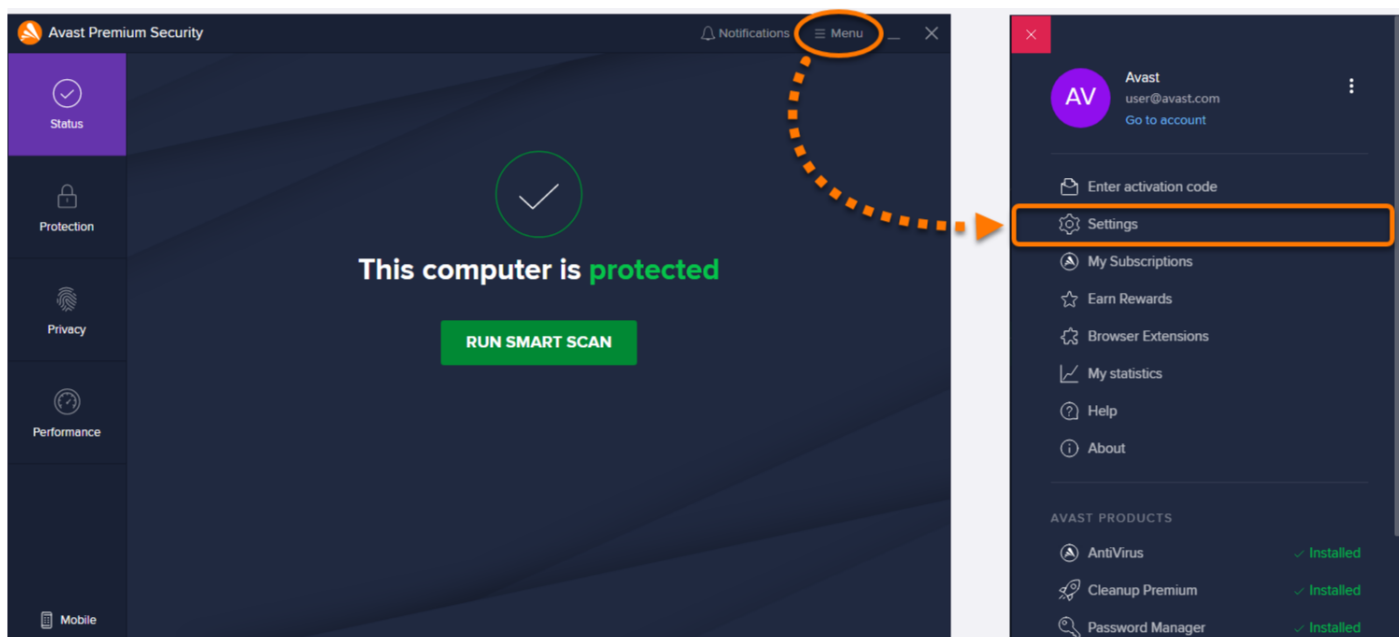 Avast Premium Security
Notifications
Menu
Status
Protection
Privacy
Performance
Mobile
This computer is protected
RUN SMART SCAN
AV
Avast
user@avast.com
Go to account
Enter activation code
Settings
My Subscriptions
Earn Rewards
Browser Extensions
My statistics
Help
About
AVAST PRODUCTS
AntiVirus Installed
Cleanup Premium Installed
Password Manager Installed